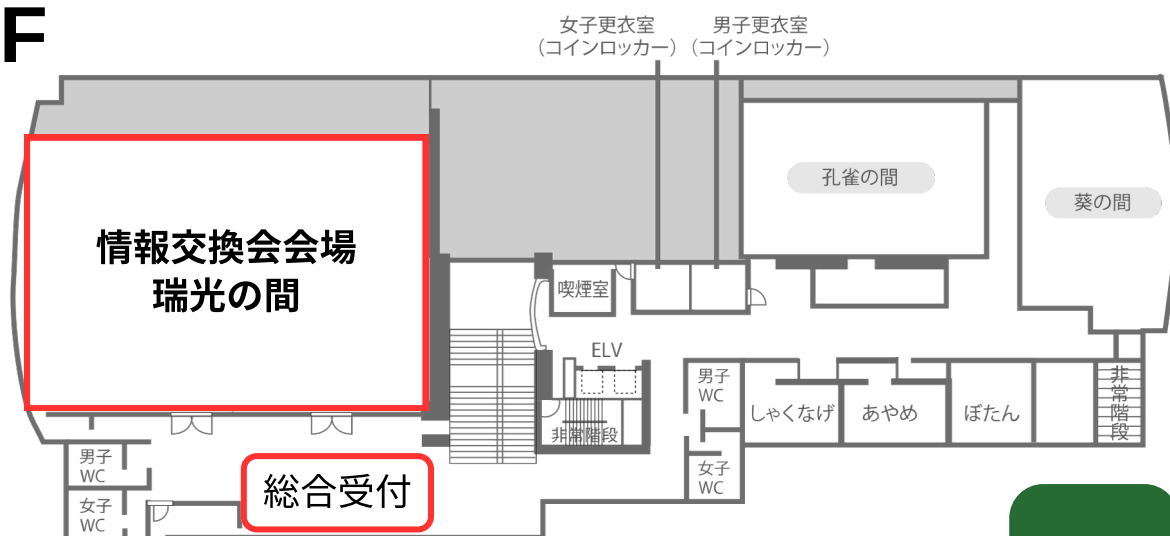 F
女子更衣室
（コインロッカー）
男子更衣室
（コインロッカー）
孔雀の間
葵の間
情報交換会会場
瑞光の間
喫煙室
ELV
男子
WC
しゃくなげ
あやめ
ぼたん
非常階段
非常階段
男子
WC
総合受付
女子
WC
女子
WC